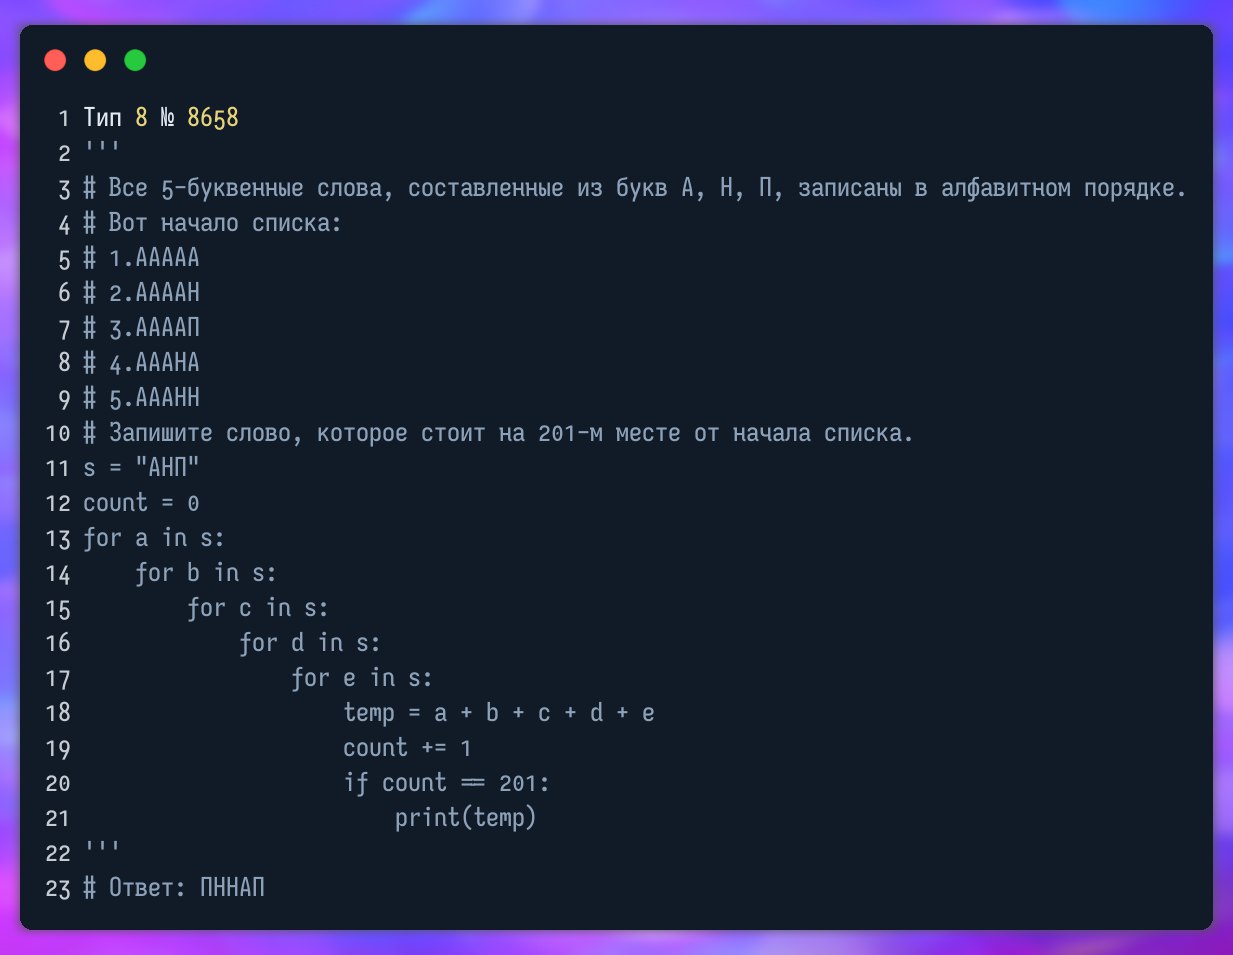 1 Тип 8 № 8658
2 '''
3 # Все 5-буквенные слова, составленные из букв А, Н, П, записаны в алфавитном порядке.
4 # Вот начало списка:
5 # 1.ААААА
6 # 2.ААААН
7 # 3.ААААП
8 # 4.АААНА
9 # 5.АААНН
10 # Запишите слово, которое стоит на 201-м месте от начала списка.
11 s = "АНП"
12 count = 0
13 for a in s:
14     for b in s:
15         for c in s:
16             for d in s:
17                 for e in s:
18                     temp = a + b + c + d + e
19                     count += 1
20                     if count == 201:
21                         print(temp)
22 '''
23 # Ответ: ПННАП